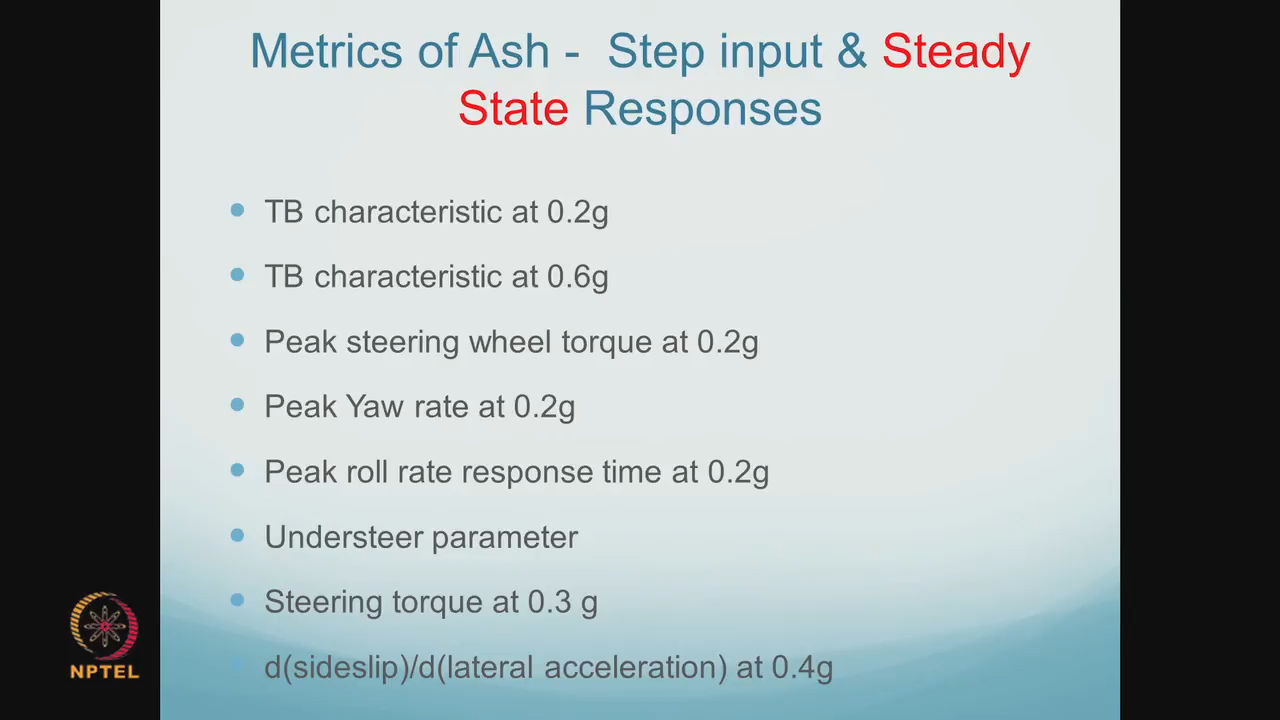 Metrics of Ash - Step input & Steady
State Responses
TB characteristic at 0.2g
TB characteristic at 0.6g
Peak steering wheel torque at 0.2g
Peak Yaw rate at 0.2g
Peak roll rate response time at 0.2g
Understeer parameter
Steering torque at 0.3 g
d(sideslip)/d(lateral acceleration) at 0.4g
NPTEL